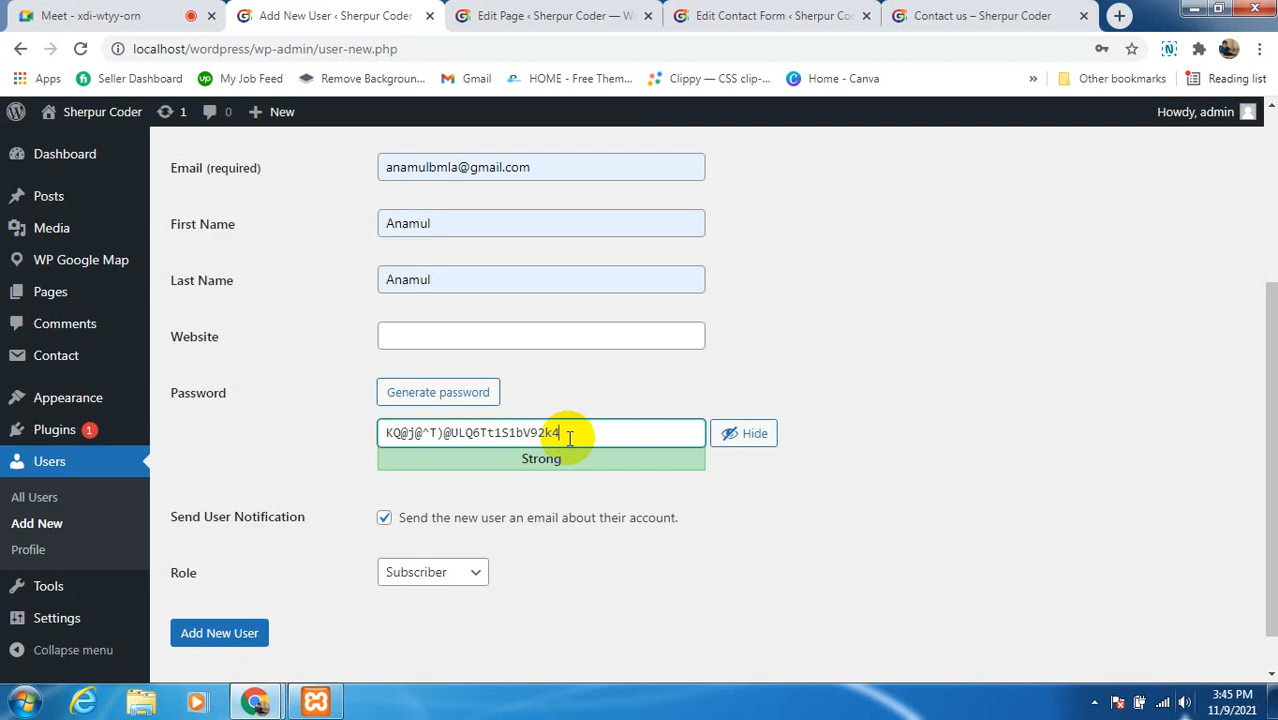 Meet - xdi-wtyy-orn
Add New User ‹ Sherpur Coder
Edit Page ‹ Sherpur Coder — W
Edit Contact Form ‹ Sherpur Cod
Contact us – Sherpur Coder
localhost/wordpress/wp-admin/user-new.php
Apps
Seller Dashboard
My Job Feed
Remove Backgroun...
Gmail
HOME - Free Them...
Clippy — CSS clip-...
Home - Canva
»
Other bookmarks
Reading list
Sherpur Coder
1
0
New
Howdy, admin
Dashboard
Posts
Media
WP Google Map
Pages
Comments
Contact
Appearance
Plugins 1
Users
All Users
Add New
Profile
Tools
Settings
Collapse menu
Email (required)
anamulbmla@gmail.com
First Name
Anamul
Last Name
Anamul
Website
Password
Generate password
KQ@j@^T)@ULQ6Tt1S1bV92k4
Hide
Strong
Send User Notification
Send the new user an email about their account.
Role
Subscriber
Add New User
3:45 PM
11/9/2021